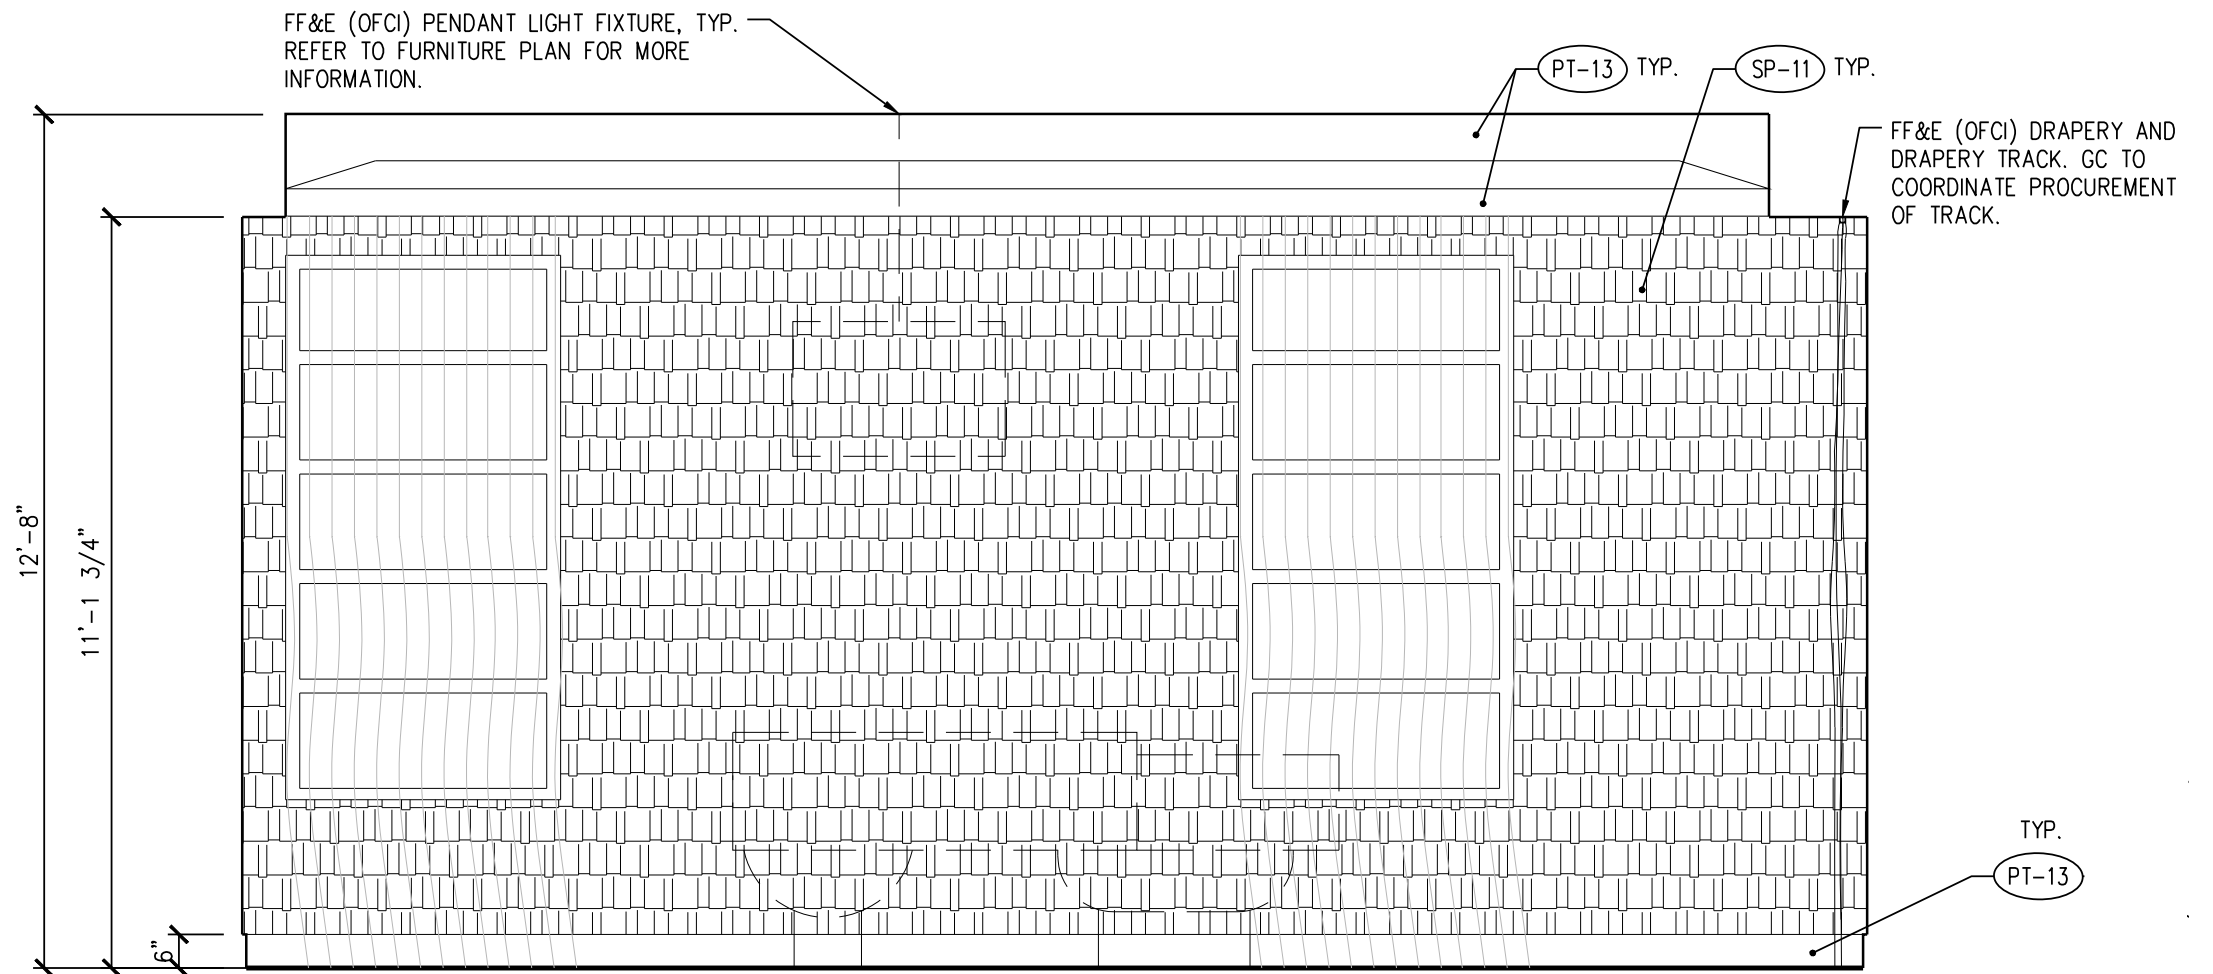 FF&E (OFCI) PENDANT LIGHT FIXTURE, TYP.
REFER TO FURNITURE PLAN FOR MORE
INFORMATION.
PT-13 TYP.
SP-11 TYP.
FF&E (OFCI) DRAPERY AND
DRAPERY TRACK. GC TO
COORDINATE PROCUREMENT
OF TRACK.
12'-8"
11'-1 3/4"
6"
TYP.
PT-13